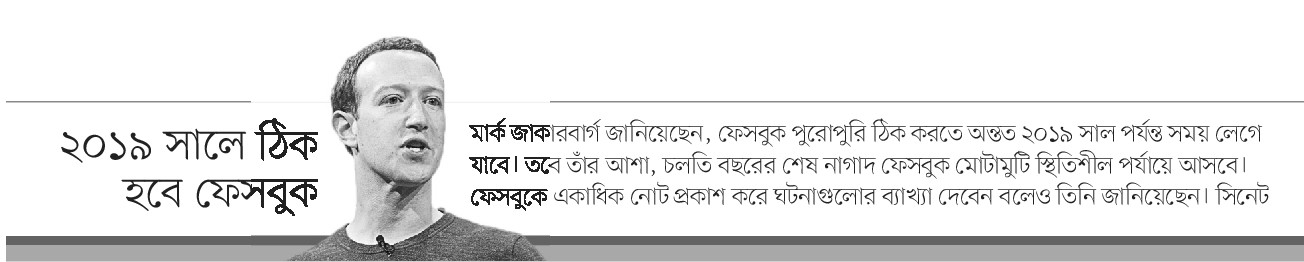 ২০১৯ সালে ঠিক
হবে ফেসবুক
মার্ক জাকারবার্গ জানিয়েছেন, ফেসবুক পুরোপুরি ঠিক করতে অন্তত ২০১৯ সাল পর্যন্ত সময় লেগে
যাবে। তবে তাঁর আশা, চলতি বছরের শেষ নাগাদ ফেসবুক মোটামুটি স্থিতিশীল পর্যায়ে আসবে।
ফেসবুকে একাধিক নোট প্রকাশ করে ঘটনাগুলোর ব্যাখ্যা দেবেন বলেও তিনি জানিয়েছেন। সিনেট